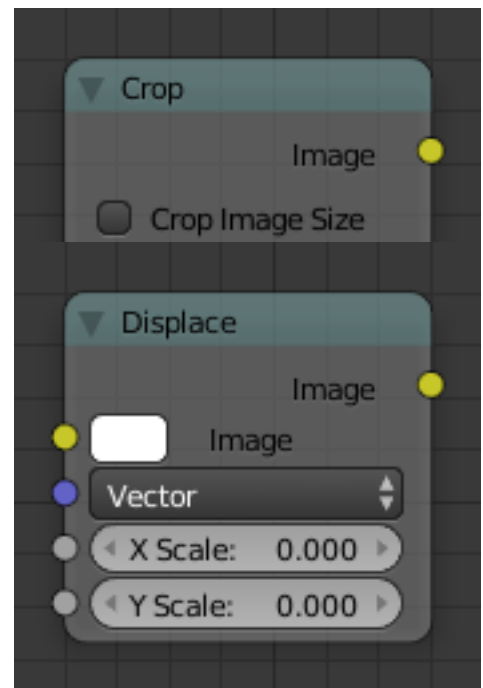 Crop
Image
Crop Image Size
Displace
Image
Image
Vector
X Scale: 0.000
Y Scale: 0.000